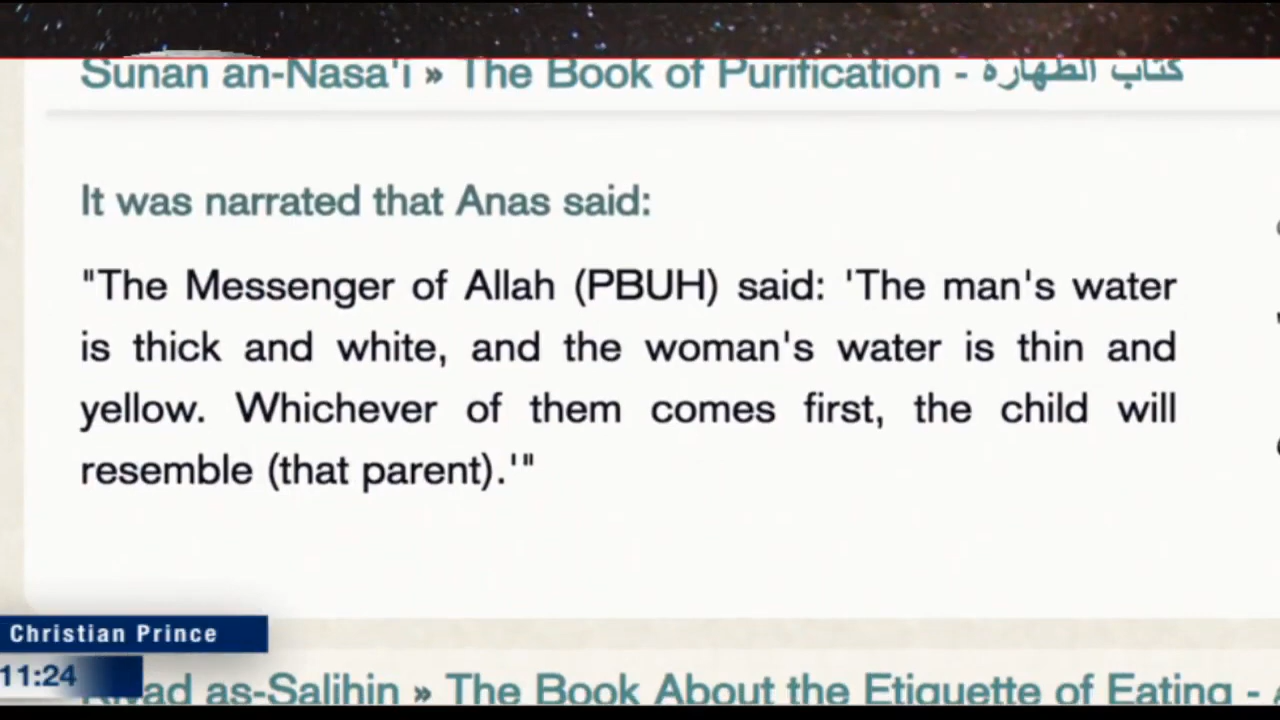 Sunan an-Nasa'i » The Book of Purification - كتاب الطهارة
It was narrated that Anas said:
"The Messenger of Allah (PBUH) said: 'The man's water
is thick and white, and the woman's water is thin and
yellow. Whichever of them comes first, the child will
resemble (that parent).'"
Christian Prince
11:24
as-Salihin » The Book About the Etiquette of Eating -